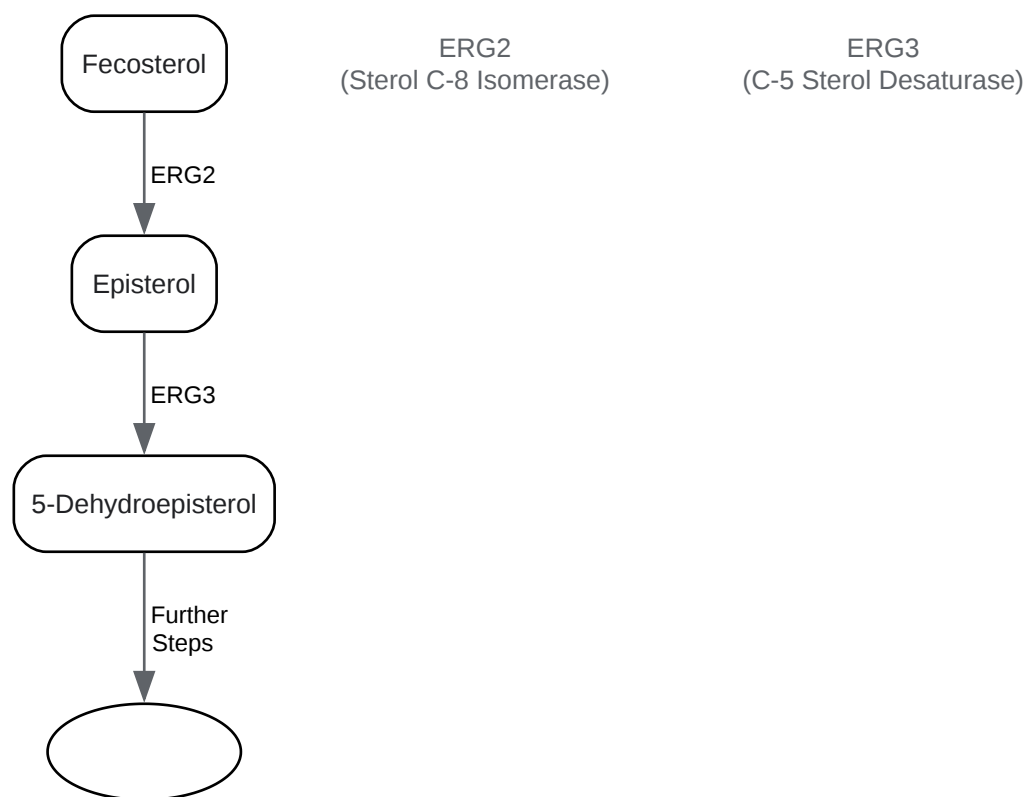 Fecosterol
ERG2
(Sterol C-8 Isomerase)
ERG3
(C-5 Sterol Desaturase)
ERG2
Episterol
ERG3
5-Dehydroepisterol
Further
Steps